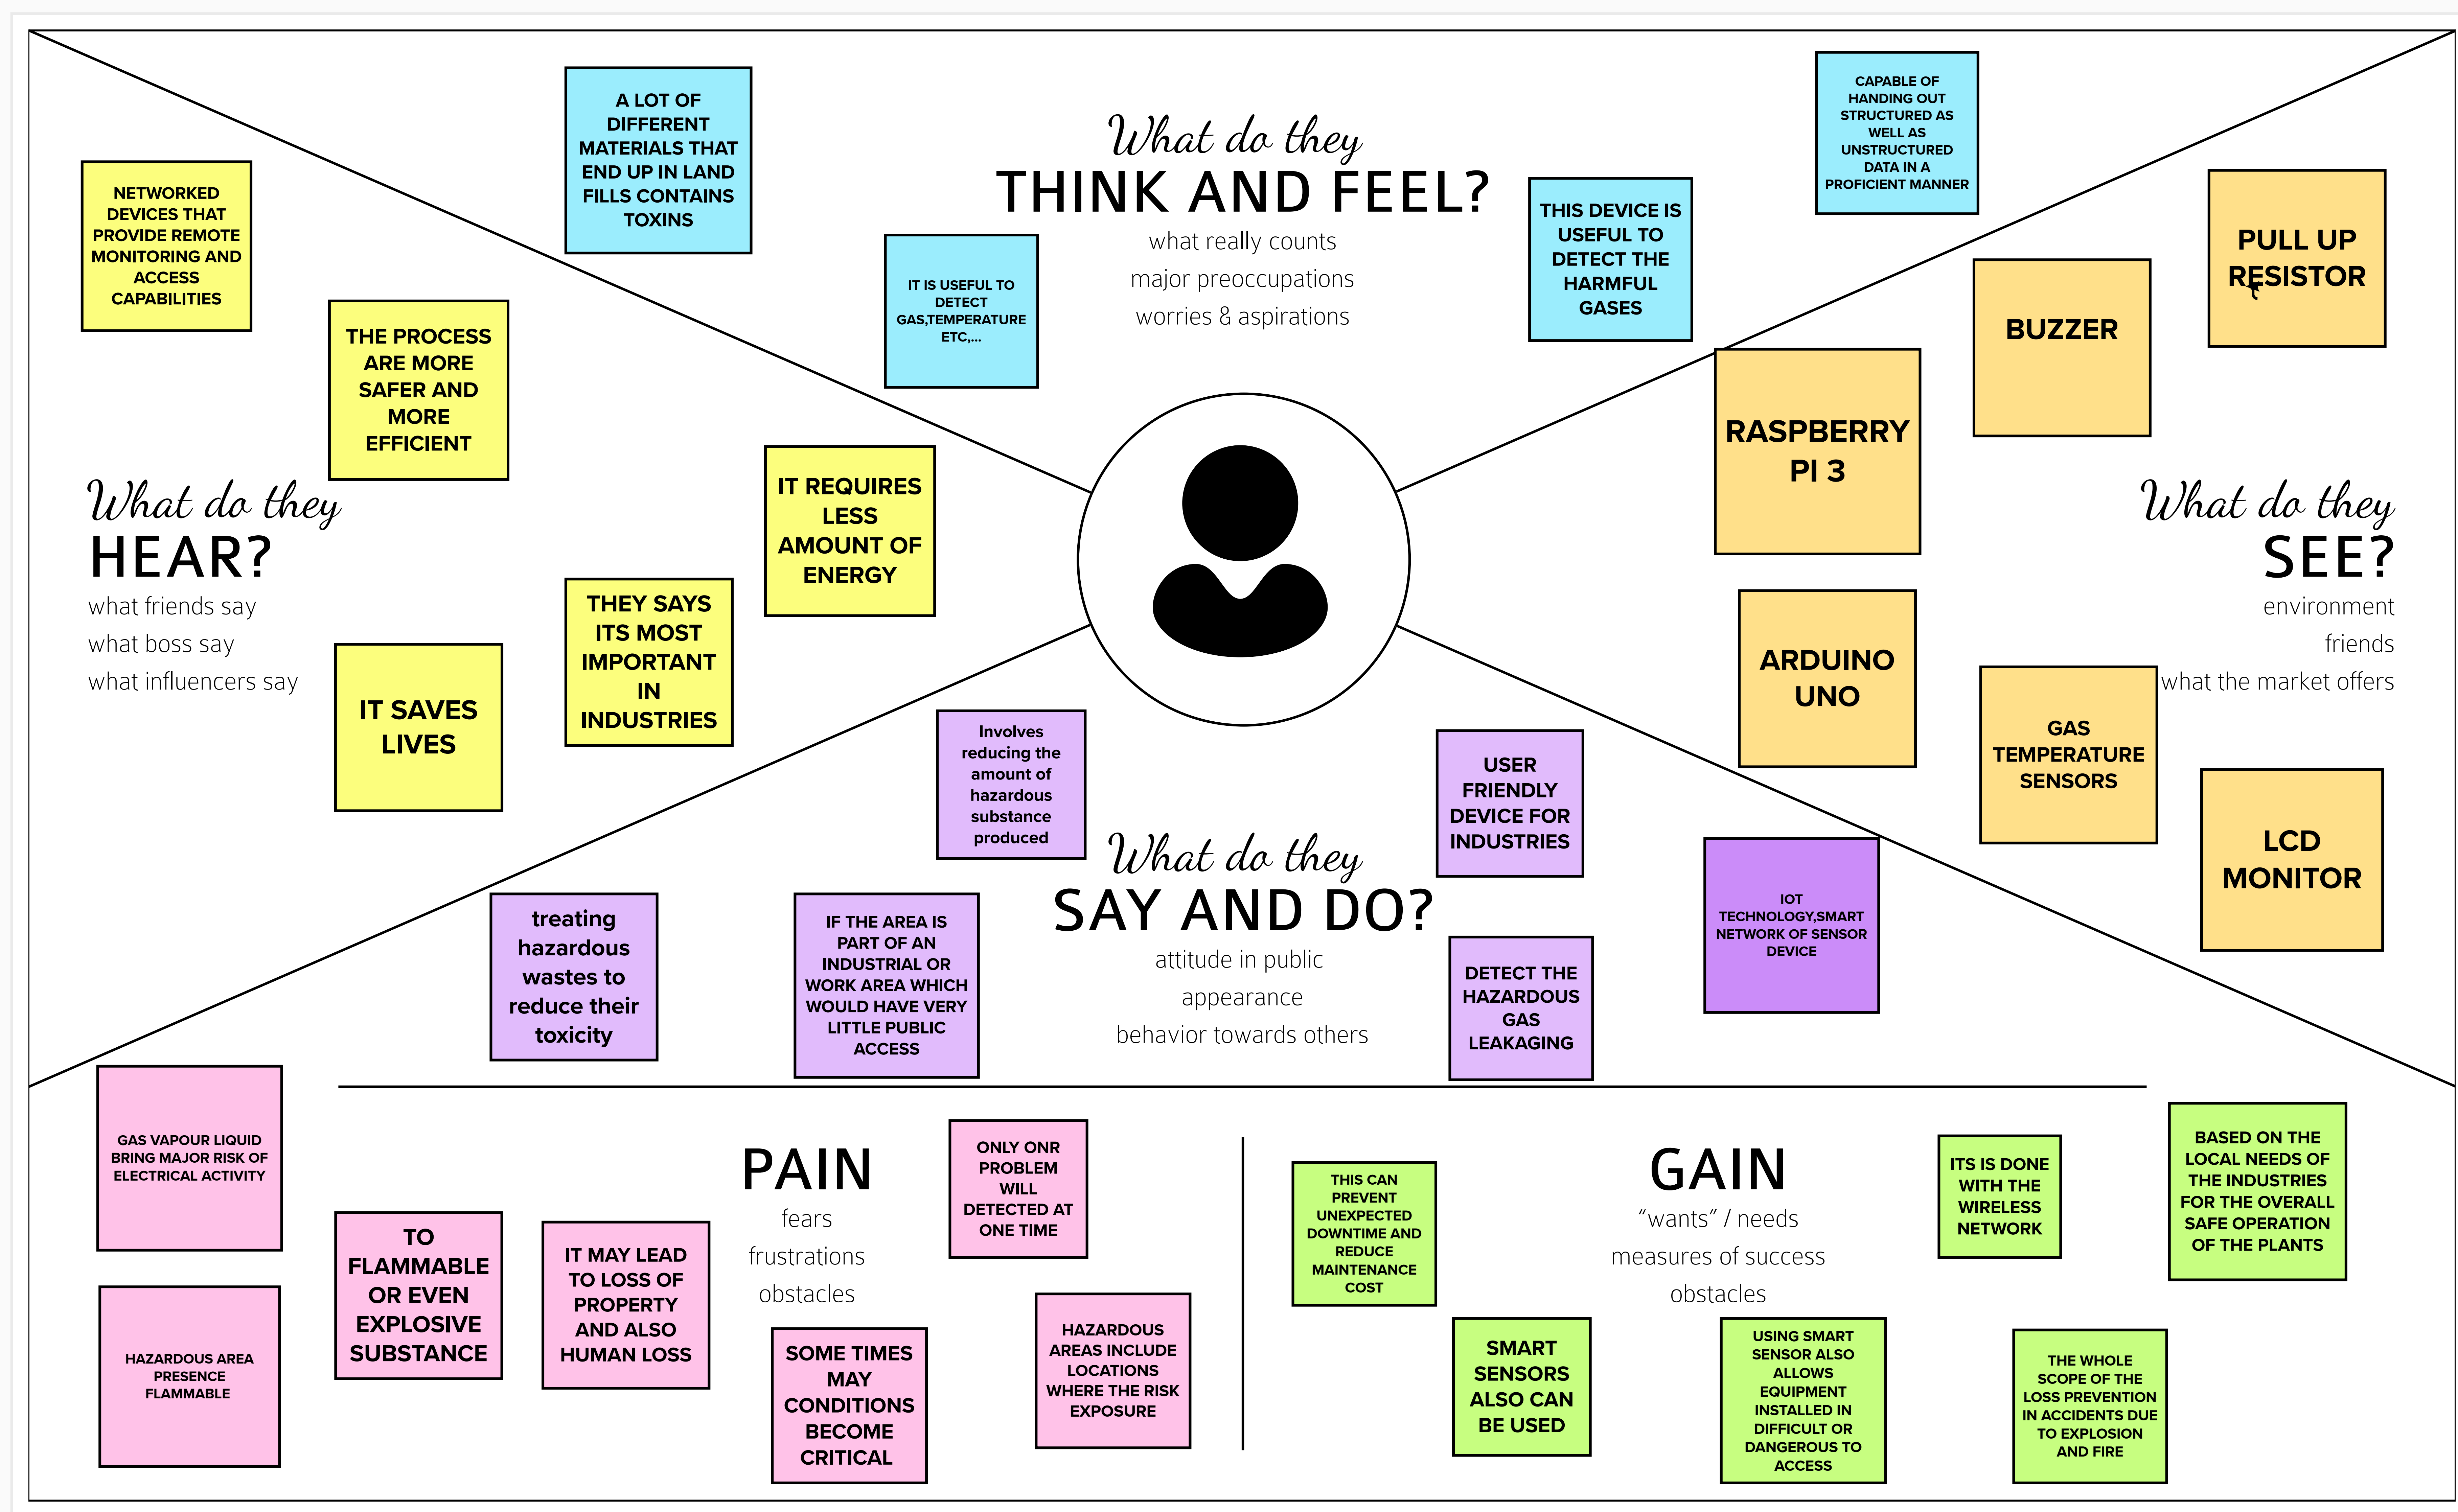 What do they
THINK AND FEEL?
what really counts
major preoccupations
worries & aspirations
A LOT OF
DIFFERENT
MATERIALS THAT
END UP IN LAND
FILLS CONTAINS
TOXINS
IT IS USEFUL TO
DETECT
GAS,TEMPERATURE
ETC,...
THIS DEVICE IS
USEFUL TO
DETECT THE
HARMFUL
GASES
CAPABLE OF
HANDING OUT
STRUCTURED AS
WELL AS
UNSTRUCTURED
DATA IN A
PROFICIENT MANNER
NETWORKED
DEVICES THAT
PROVIDE REMOTE
MONITORING AND
ACCESS
CAPABILITIES
THE PROCESS
ARE MORE
SAFER AND
MORE
EFFICIENT
What do they
HEAR?
what friends say
what boss say
what influencers say
IT REQUIRES
LESS
AMOUNT OF
ENERGY
THEY SAYS
ITS MOST
IMPORTANT
IN
INDUSTRIES
IT SAVES
LIVES
PULL UP
RESISTOR
BUZZER
RASPBERRY
PI 3
What do they
SEE?
environment
friends
what the market offers
ARDUINO
UNO
GAS
TEMPERATURE
SENSORS
LCD
MONITOR
Involves
reducing the
amount of
hazardous
substance
produced
What do they
SAY AND DO?
attitude in public
appearance
behavior towards others
USER
FRIENDLY
DEVICE FOR
INDUSTRIES
IOT
TECHNOLOGY,SMART
NETWORK OF SENSOR
DEVICE
treating
hazardous
wastes to
reduce their
toxicity
IF THE AREA IS
PART OF AN
INDUSTRIAL OR
WORK AREA WHICH
WOULD HAVE VERY
LITTLE PUBLIC
ACCESS
DETECT THE
HAZARDOUS
GAS
LEAKAGING
PAIN
fears
frustrations
obstacles
GAS VAPOUR LIQUID
BRING MAJOR RISK OF
ELECTRICAL ACTIVITY
HAZARDOUS AREA
PRESENCE
FLAMMABLE
TO
FLAMMABLE
OR EVEN
EXPLOSIVE
SUBSTANCE
IT MAY LEAD
TO LOSS OF
PROPERTY
AND ALSO
HUMAN LOSS
SOME TIMES
MAY
CONDITIONS
BECOME
CRITICAL
ONLY ONR
PROBLEM
WILL
DETECTED AT
ONE TIME
HAZARDOUS
AREAS INCLUDE
LOCATIONS
WHERE THE RISK
EXPOSURE
GAIN
“wants” / needs
measures of success
obstacles
THIS CAN
PREVENT
UNEXPECTED
DOWNTIME AND
REDUCE
MAINTENANCE
COST
SMART
SENSORS
ALSO CAN
BE USED
USING SMART
SENSOR ALSO
ALLOWS
EQUIPMENT
INSTALLED IN
DIFFICULT OR
DANGEROUS TO
ACCESS
ITS IS DONE
WITH THE
WIRELESS
NETWORK
THE WHOLE
SCOPE OF THE
LOSS PREVENTION
IN ACCIDENTS DUE
TO EXPLOSION
AND FIRE
BASED ON THE
LOCAL NEEDS OF
THE INDUSTRIES
FOR THE OVERALL
SAFE OPERATION
OF THE PLANTS